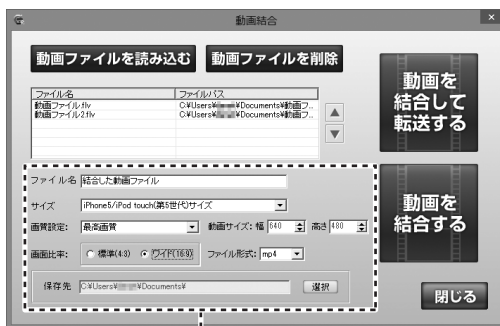 動画結合
動画ファイルを読み込む 動画ファイルを削除
ファイル名 ファイルパス
動画ファイル.flv C:¥Users¥ ¥Documents¥動画フ...
動画ファイル2.flv C:¥Users¥ ¥Documents¥動画フ...
▲
▼
動画を
結合して
転送する
ファイル名 結合した動画ファイル
サイズ iPhone5/iPod touch(第5世代)サイズ
画質設定: 最高画質 動画サイズ: 幅 640 高さ 480
画面比率: 標準(4:3) ワイド(16:9) ファイル形式: mp4
保存先 C:¥Users¥ ¥Documents¥ 選択
動画を
結合する
閉じる